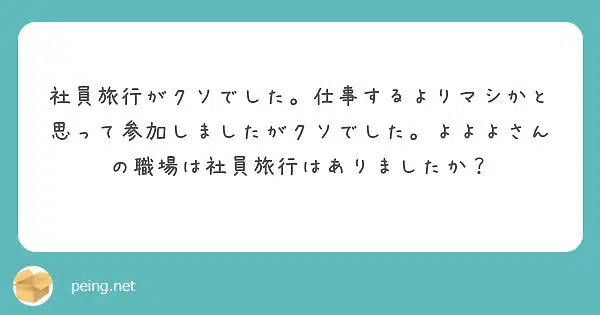 社員旅行がクソでした。仕事するよりマシかと
思って参加しましたがクソでした。よよよさん
の職場は社員旅行はありましたか？
peing.net